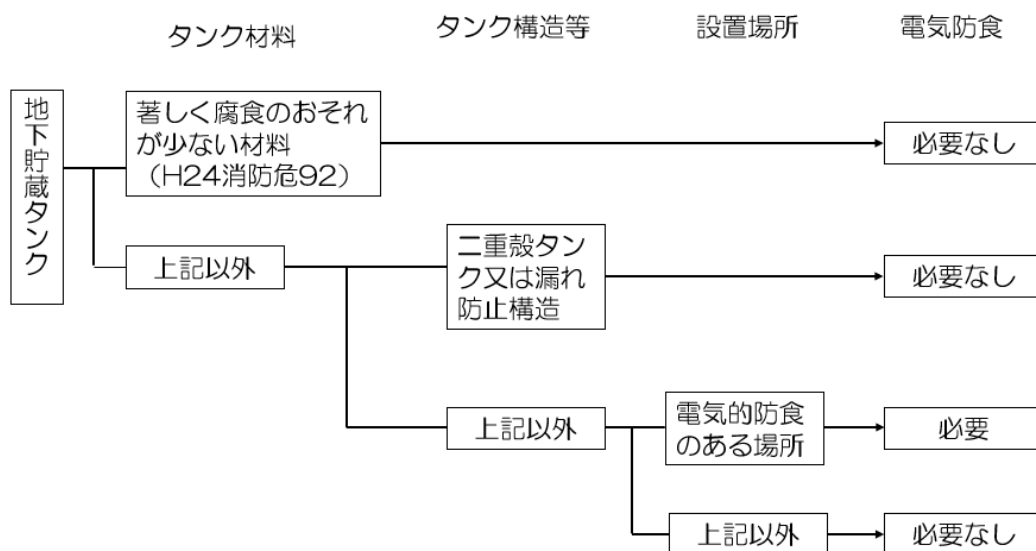 タンク材料
タンク構造等
設置場所
電気防食
地下貯蔵タンク
著しく腐食のおそれ
が少ない材料
（H24消防危92）
必要なし
上記以外
二重殻タン
ク又は漏れ
防止構造
必要なし
上記以外
電気的防食
のある場所
必要
上記以外
必要なし